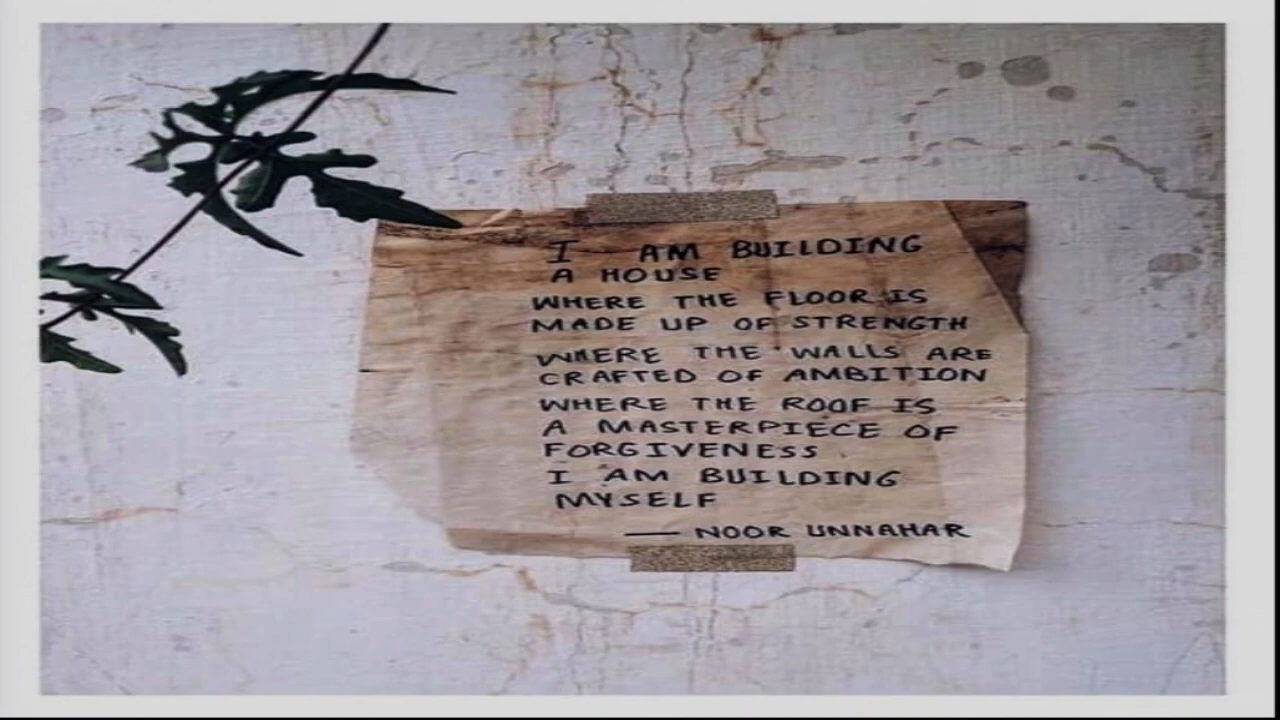 I AM BUILDING
A HOUSE
WHERE THE FLOOR IS
MADE UP OF STRENGTH
WHERE THE WALLS ARE
CRAFTED OF AMBITION
WHERE THE ROOF IS
A MASTERPIECE OF
FORGIVENESS
I AM BUILDING
MYSELF
— NOOR UNNAHAR